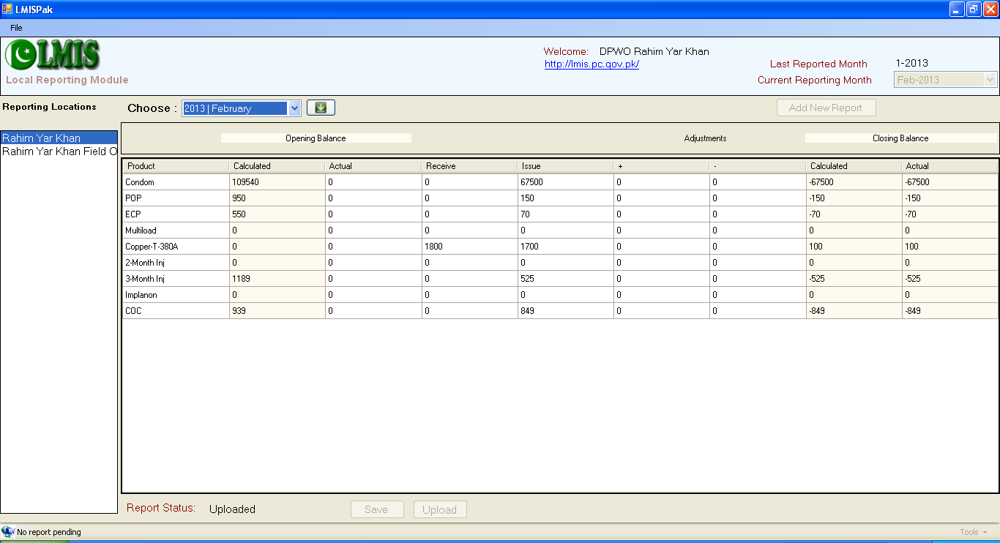 LMISPak
File
LMIS
Local Reporting Module
Welcome: DPWO Rahim Yar Khan
http://lmis.pc.gov.pk/
Last Reported Month 1-2013
Current Reporting Month Feb-2013
Reporting Locations
Choose : 2013 | February
Add New Report
Rahim Yar Khan
Rahim Yar Khan Field O
Opening Balance Adjustments Closing Balance
Product Calculated Actual Receive Issue + - Calculated Actual
Condom 109540 0 0 67500 0 0 -67500 -67500
POP 950 0 0 150 0 0 -150 -150
ECP 550 0 0 70 0 0 -70 -70
Multiload 0 0 0 0 0 0 0 0
Copper-T-380A 0 0 1800 1700 0 0 100 100
2-Month Inj 0 0 0 0 0 0 0 0
3-Month Inj 1189 0 0 525 0 0 -525 -525
Implanon 0 0 0 0 0 0 0 0
COC 939 0 0 849 0 0 -849 -849
Report Status: Uploaded
Save Upload
No report pending
Tools